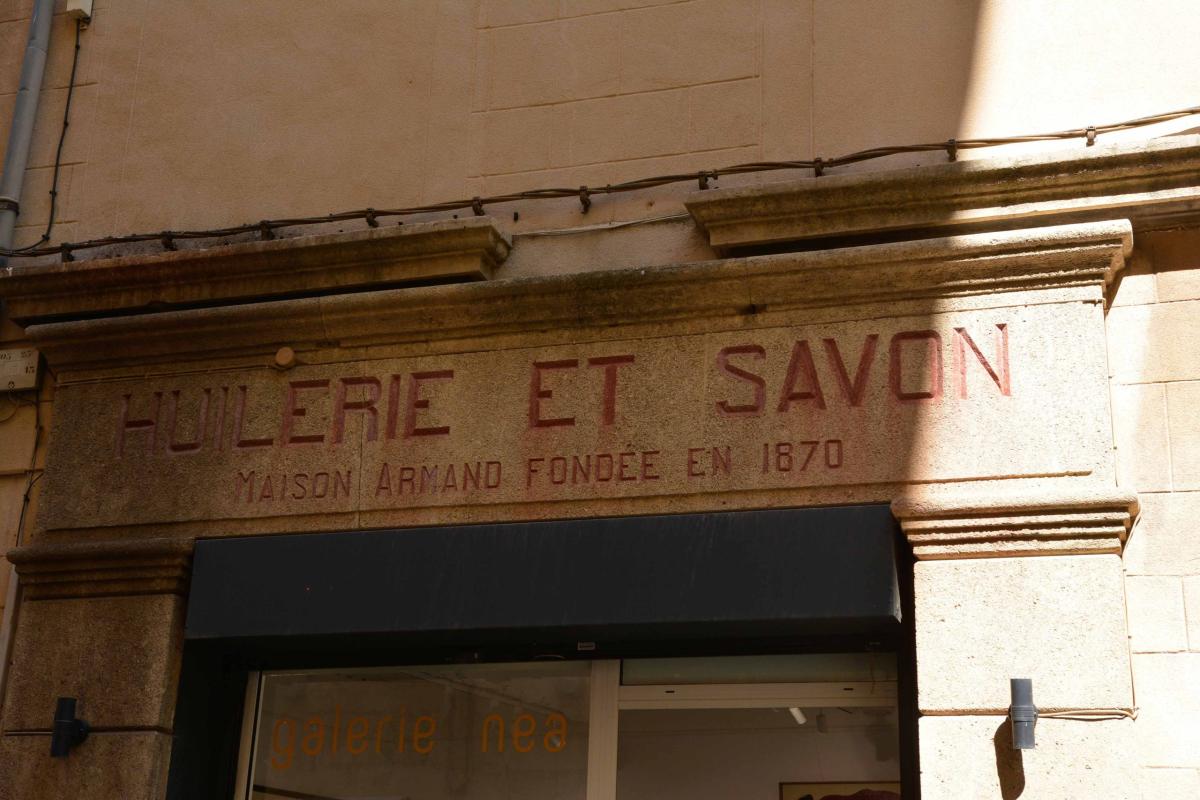 HUILERIE ET SAVON
MAISON ARMAND FONDÉE EN 1870
galerie nea